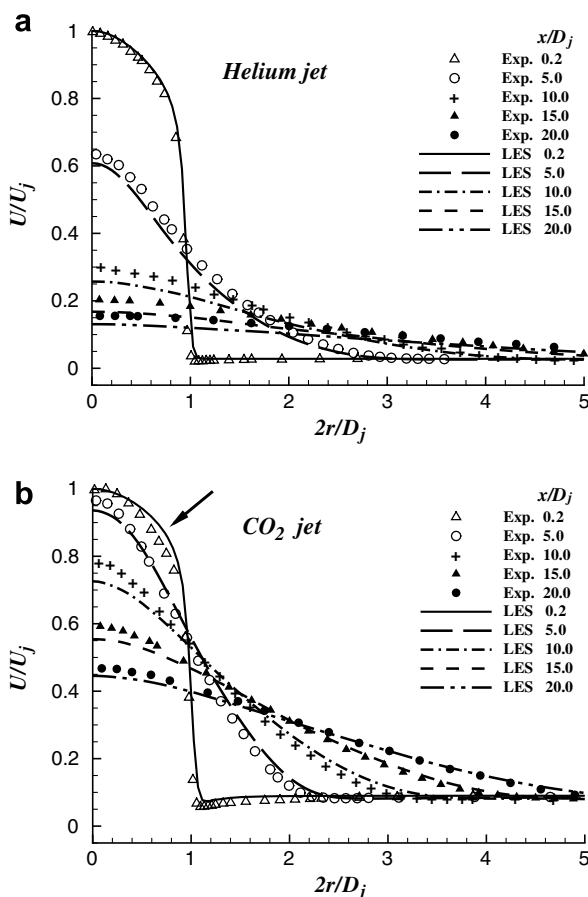 a
Helium jet
x/Dj
Exp. 0.2
Exp. 5.0
Exp. 10.0
Exp. 15.0
Exp. 20.0
LES 0.2
LES 5.0
LES 10.0
LES 15.0
LES 20.0
U/Uj
1
0.8
0.6
0.4
0.2
0
0 1 2 3 4 5
2r/Dj
b
CO2 jet
x/Dj
Exp. 0.2
Exp. 5.0
Exp. 10.0
Exp. 15.0
Exp. 20.0
LES 0.2
LES 5.0
LES 10.0
LES 15.0
LES 20.0
U/Uj
1
0.8
0.6
0.4
0.2
0
0 1 2 3 4 5
2r/Dj